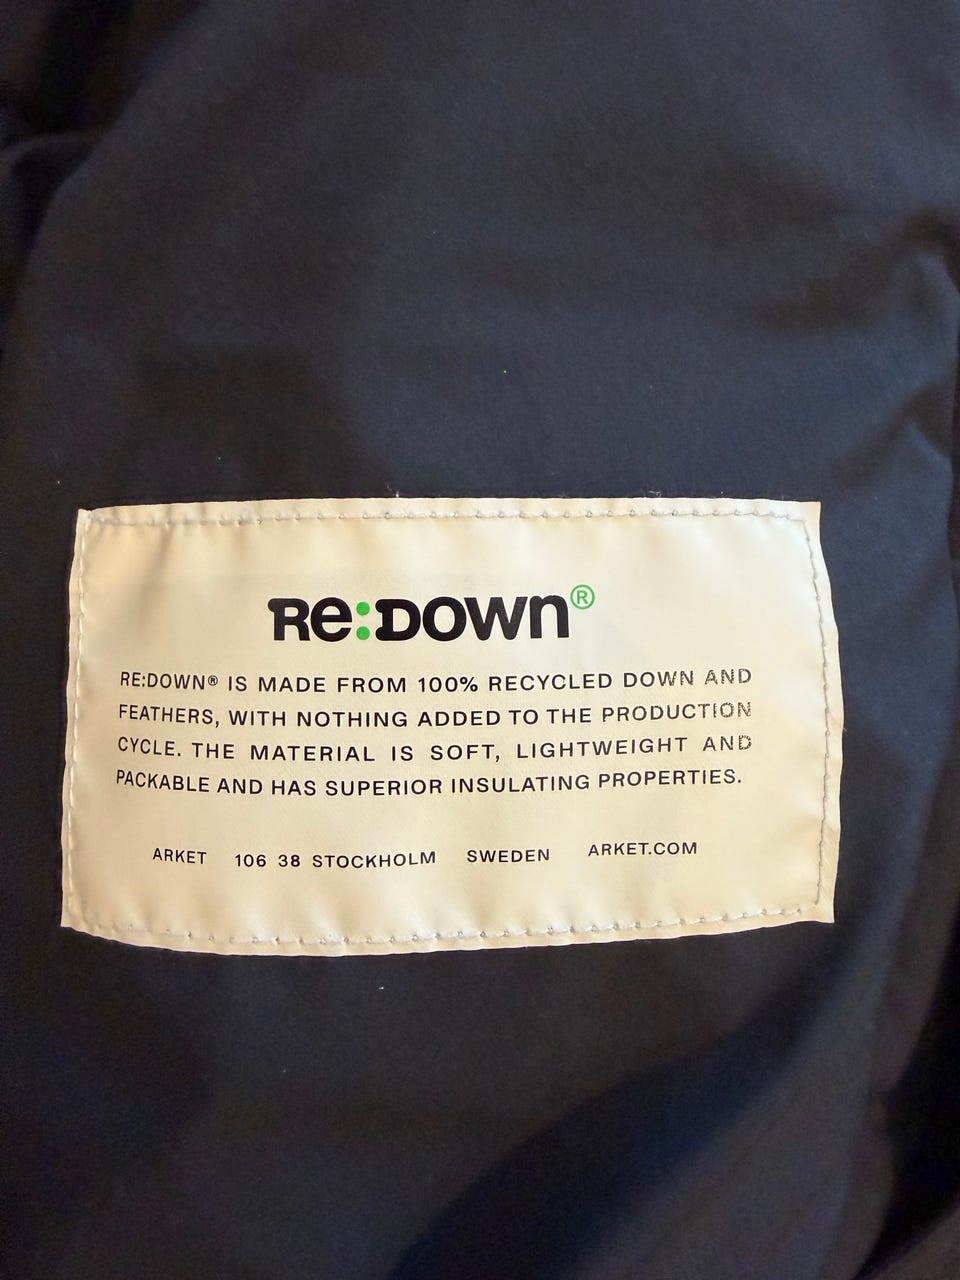 Re:DOWN®
RE:DOWN® IS MADE FROM 100% RECYCLED DOWN AND
FEATHERS, WITH NOTHING ADDED TO THE PRODUCTION
CYCLE. THE MATERIAL IS SOFT, LIGHTWEIGHT AND
PACKABLE AND HAS SUPERIOR INSULATING PROPERTIES.
ARKET 106 38 STOCKHOLM SWEDEN ARKET.COM